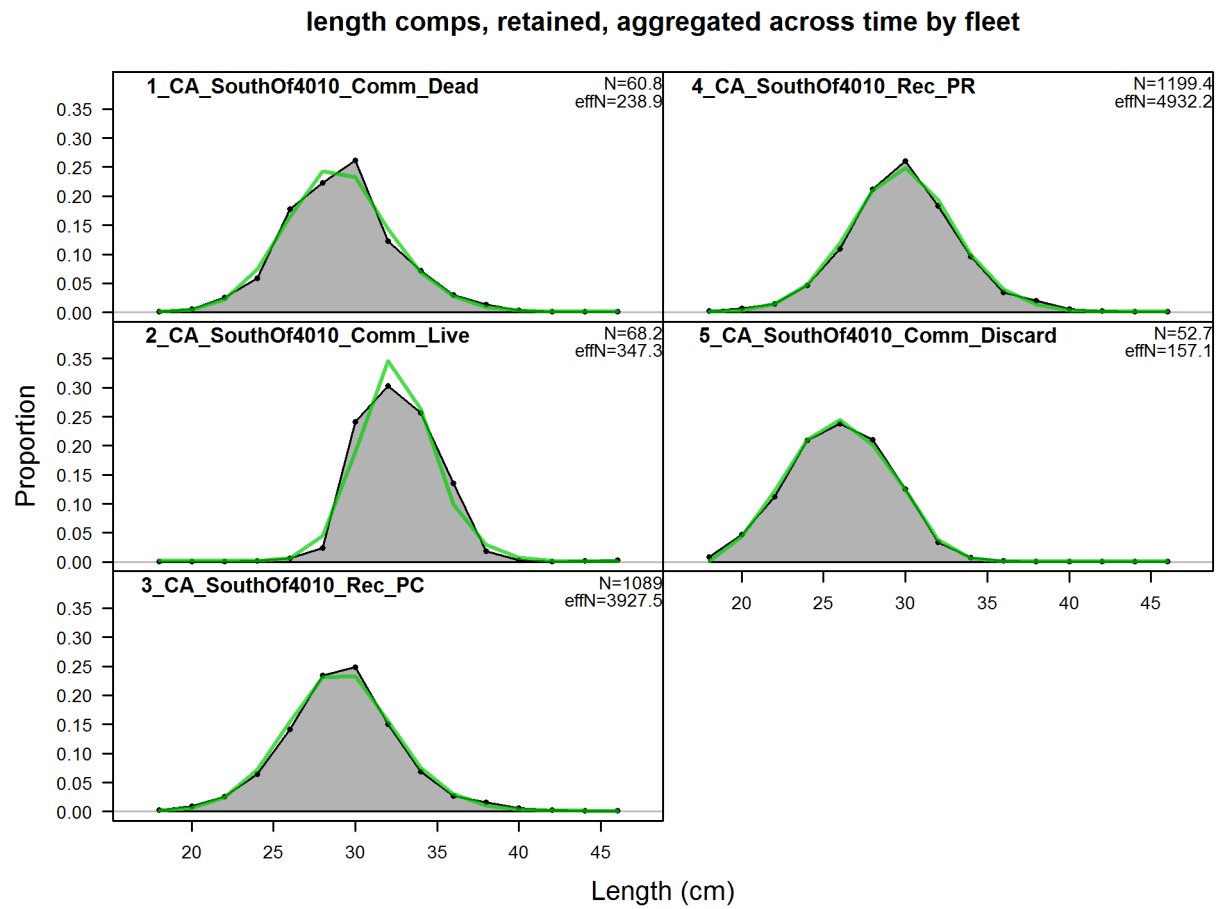 length comps, retained, aggregated across time by fleet
1_CA_SouthOf4010_Comm_Dead
N=60.8
effN=238.9
0.35
0.30
0.25
0.20
0.15
0.10
0.05
0.00
4_CA_SouthOf4010_Rec_PR
N=1199.4
effN=4932.2
2_CA_SouthOf4010_Comm_Live
N=68.2
effN=347.3
0.35
0.30
0.25
0.20
0.15
0.10
0.05
0.00
5_CA_SouthOf4010_Comm_Discard
N=52.7
effN=157.1
20 25 30 35 40 45
3_CA_SouthOf4010_Rec_PC
N=1089
effN=3927.5
0.35
0.30
0.25
0.20
0.15
0.10
0.05
0.00
20 25 30 35 40 45
Proportion
Length (cm)